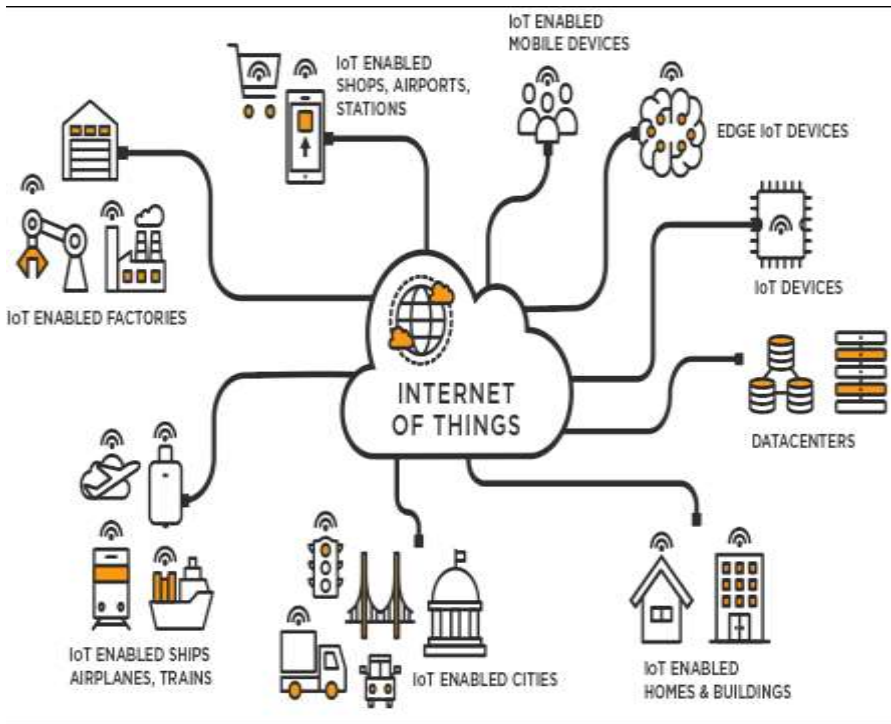 IoT ENABLED
MOBILE DEVICES
IoT ENABLED
SHOPS, AIRPORTS,
STATIONS
EDGE IoT DEVICES
IoT DEVICES
IoT ENABLED FACTORIES
INTERNET
OF THINGS
DATACENTERS
IoT ENABLED SHIPS
AIRPLANES, TRAINS
IoT ENABLED CITIES
IoT ENABLED
HOMES & BUILDINGS